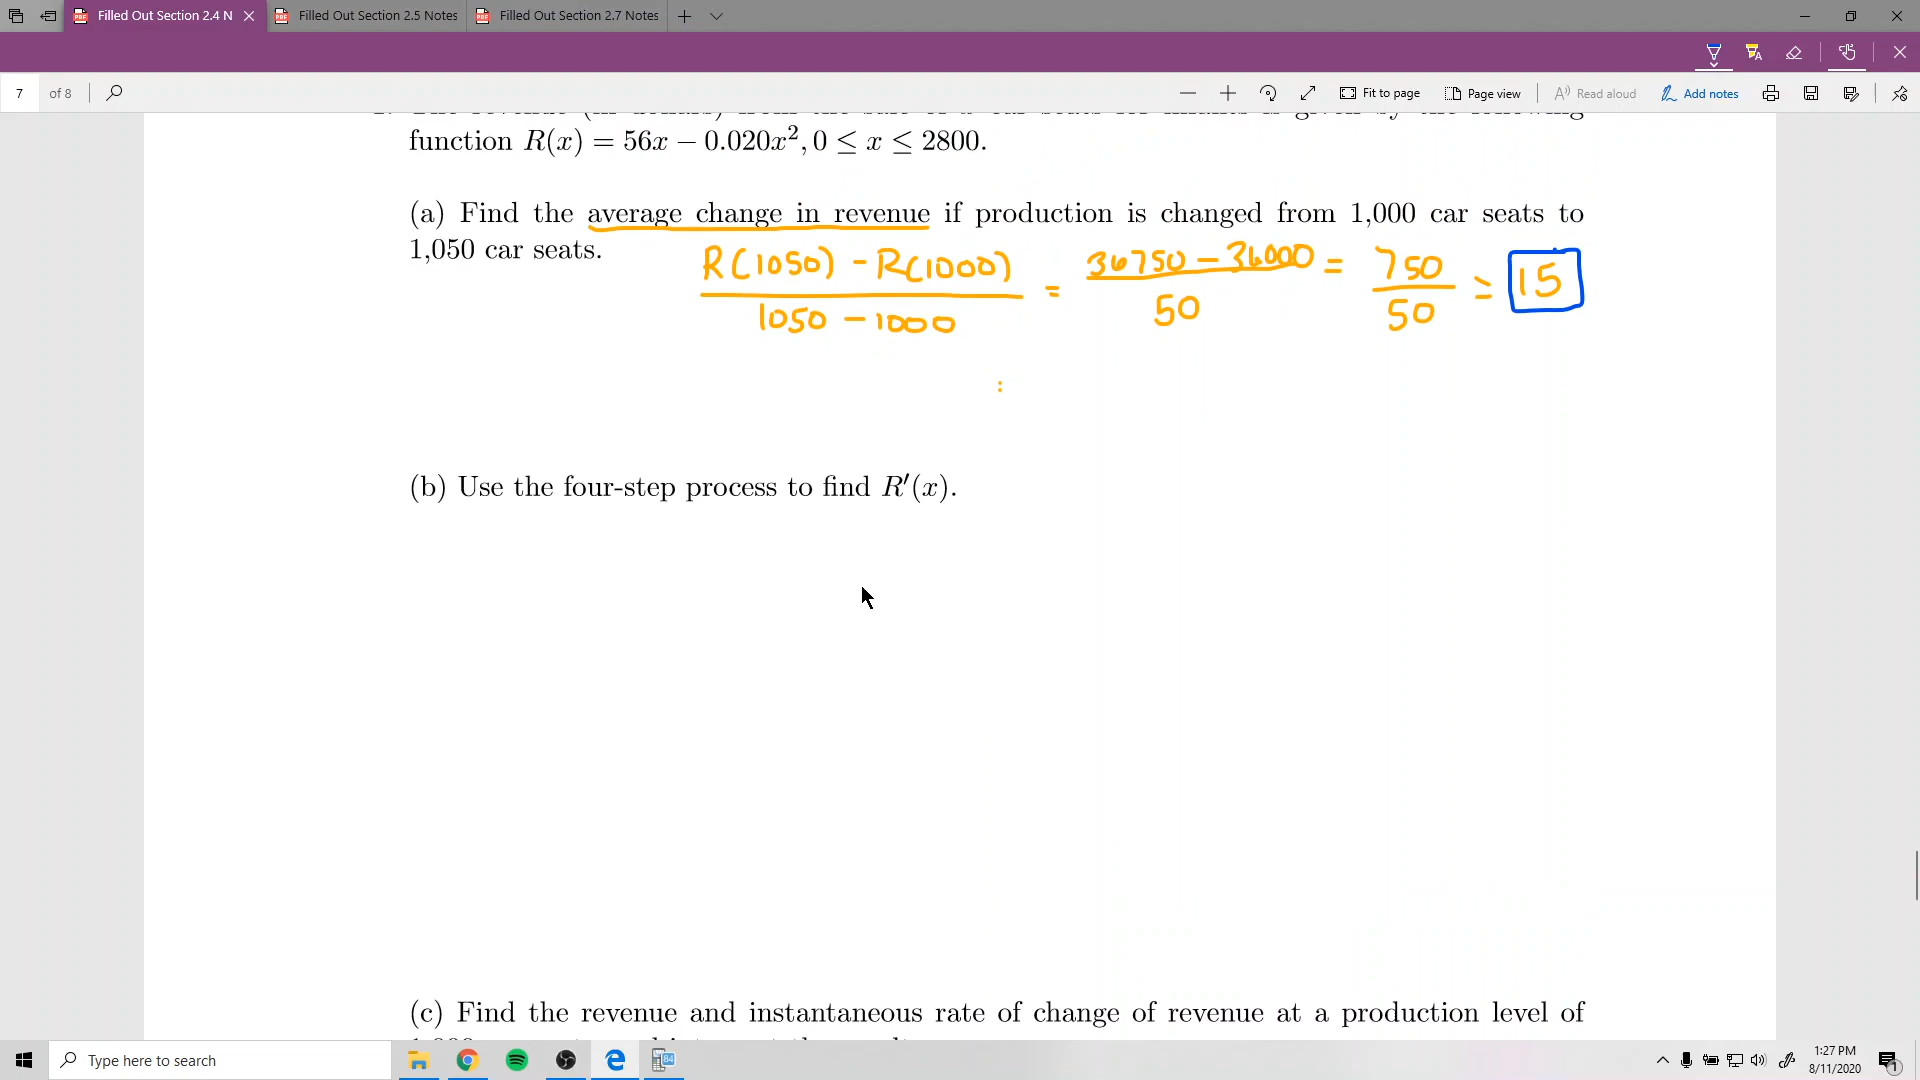 Filled Out Section 2.4 N
Filled Out Section 2.5 Notes
Filled Out Section 2.7 Notes
7 of 8
Fit to page
Page view
Read aloud
Add notes
function R(x) = 56x − 0.020x², 0 ≤ x ≤ 2800.
(a) Find the average change in revenue if production is changed from 1,000 car seats to
1,050 car seats.
R(1050) - R(1000) / 1050 - 1000 = 36750 - 36000 / 50 = 750 / 50 = 15
:
(b) Use the four-step process to find R′(x).
(c) Find the revenue and instantaneous rate of change of revenue at a production level of
Type here to search
84
1:27 PM
8/11/2020
1